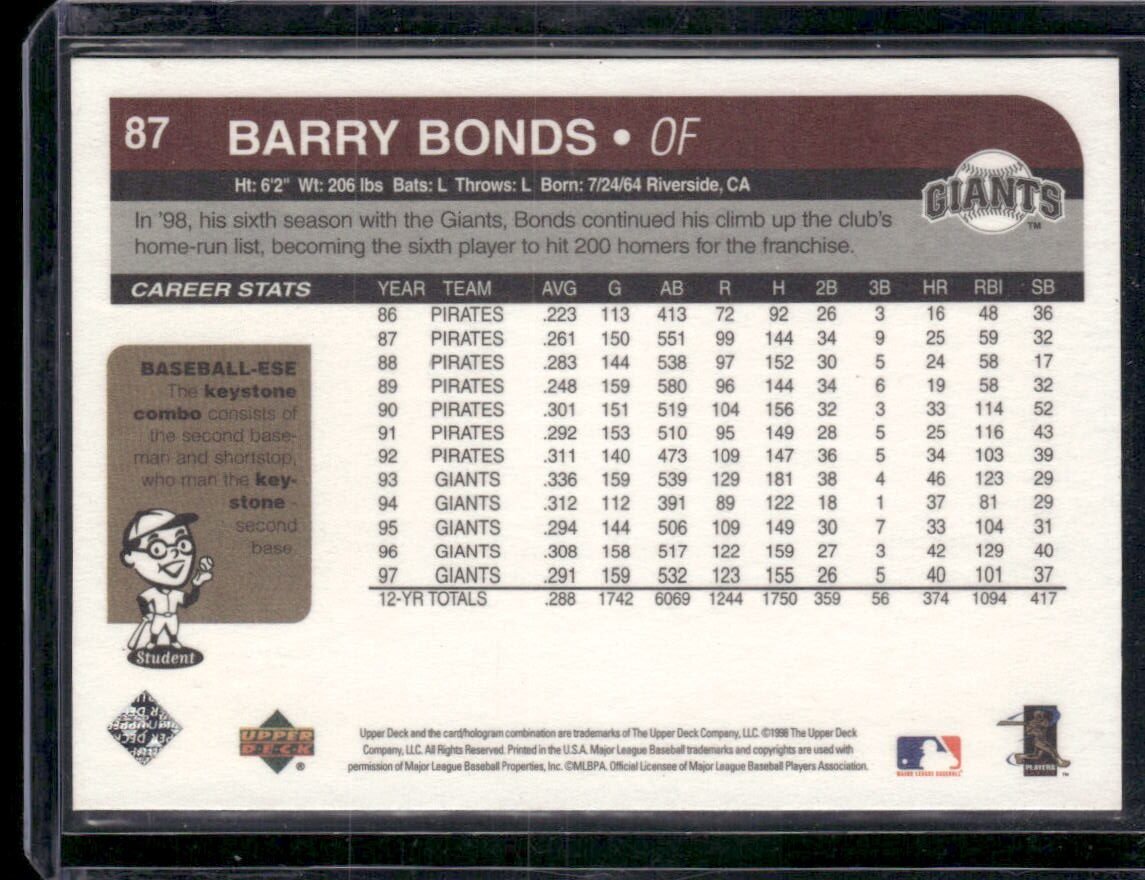 87 BARRY BONDS • OF
Ht: 6'2" Wt: 206 lbs Bats: L Throws: L Born: 7/24/64 Riverside, CA
GIANTS™
In '98, his sixth season with the Giants, Bonds continued his climb up the club's
home-run list, becoming the sixth player to hit 200 homers for the franchise.
CAREER STATS YEAR TEAM AVG G AB R H 2B 3B HR RBI SB
86 PIRATES .223 113 413 72 92 26 3 16 48 36
87 PIRATES .261 150 551 99 144 34 9 25 59 32
88 PIRATES .283 144 538 97 152 30 5 24 58 17
89 PIRATES .248 159 580 96 144 34 6 19 58 32
90 PIRATES .301 151 519 104 156 32 3 33 114 52
91 PIRATES .292 153 510 95 149 28 5 25 116 43
92 PIRATES .311 140 473 109 147 36 5 34 103 39
93 GIANTS .336 159 539 129 181 38 4 46 123 29
94 GIANTS .312 112 391 89 122 18 1 37 81 29
95 GIANTS .294 144 506 109 149 30 7 33 104 31
96 GIANTS .308 158 517 122 159 27 3 42 129 40
97 GIANTS .291 159 532 123 155 26 5 40 101 37
12-YR TOTALS .288 1742 6069 1244 1750 359 56 374 1094 417
BASEBALL-ESE
The keystone
combo consists of
the second base-
man and shortstop,
who man the key-
stone -
second
base.
Student
UPPER
DECK
®
Upper Deck and the card/hologram combination are trademarks of The Upper Deck Company, LLC. ©1998 The Upper Deck
Company, LLC. All Rights Reserved. Printed in the U.S.A. Major League Baseball trademarks and copyrights are used with
permission of Major League Baseball Properties, Inc. ©MLBPA. Official Licensee of Major League Baseball Players Association.
MAJOR LEAGUE BASEBALL
PLAYERS
™